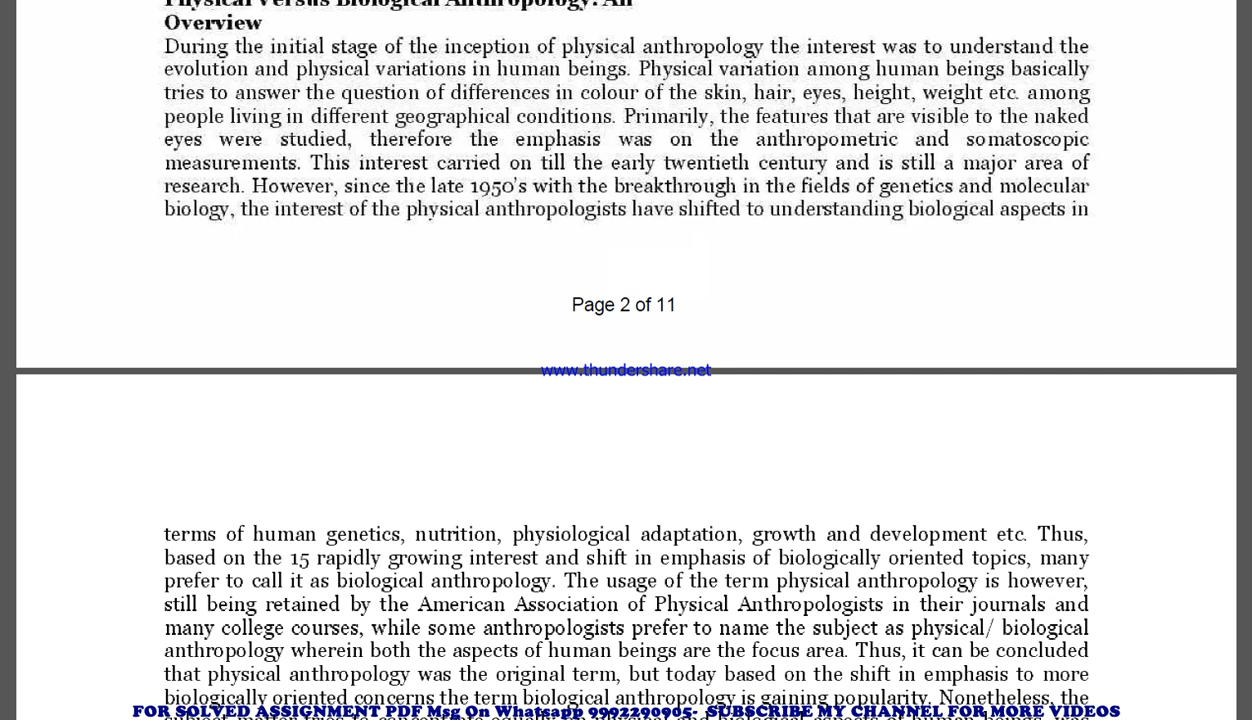 Physical Versus Biological Anthropology: An
Overview
During the initial stage of the inception of physical anthropology the interest was to understand the
evolution and physical variations in human beings. Physical variation among human beings basically
tries to answer the question of differences in colour of the skin, hair, eyes, height, weight etc. among
people living in different geographical conditions. Primarily, the features that are visible to the naked
eyes were studied, therefore the emphasis was on the anthropometric and somatoscopic
measurements. This interest carried on till the early twentieth century and is still a major area of
research. However, since the late 1950's with the breakthrough in the fields of genetics and molecular
biology, the interest of the physical anthropologists have shifted to understanding biological aspects in
Page 2 of 11
www.thundershare.net
terms of human genetics, nutrition, physiological adaptation, growth and development etc. Thus,
based on the 15 rapidly growing interest and shift in emphasis of biologically oriented topics, many
prefer to call it as biological anthropology. The usage of the term physical anthropology is however,
still being retained by the American Association of Physical Anthropologists in their journals and
many college courses, while some anthropologists prefer to name the subject as physical/ biological
anthropology wherein both the aspects of human beings are the focus area. Thus, it can be concluded
that physical anthropology was the original term, but today based on the shift in emphasis to more
biologically oriented concerns the term biological anthropology is gaining popularity. Nonetheless, the
FOR SOLVED ASSIGNMENT PDF Msg On Whatsapp 9992290905- SUBSCRIBE MY CHANNEL FOR MORE VIDEOS